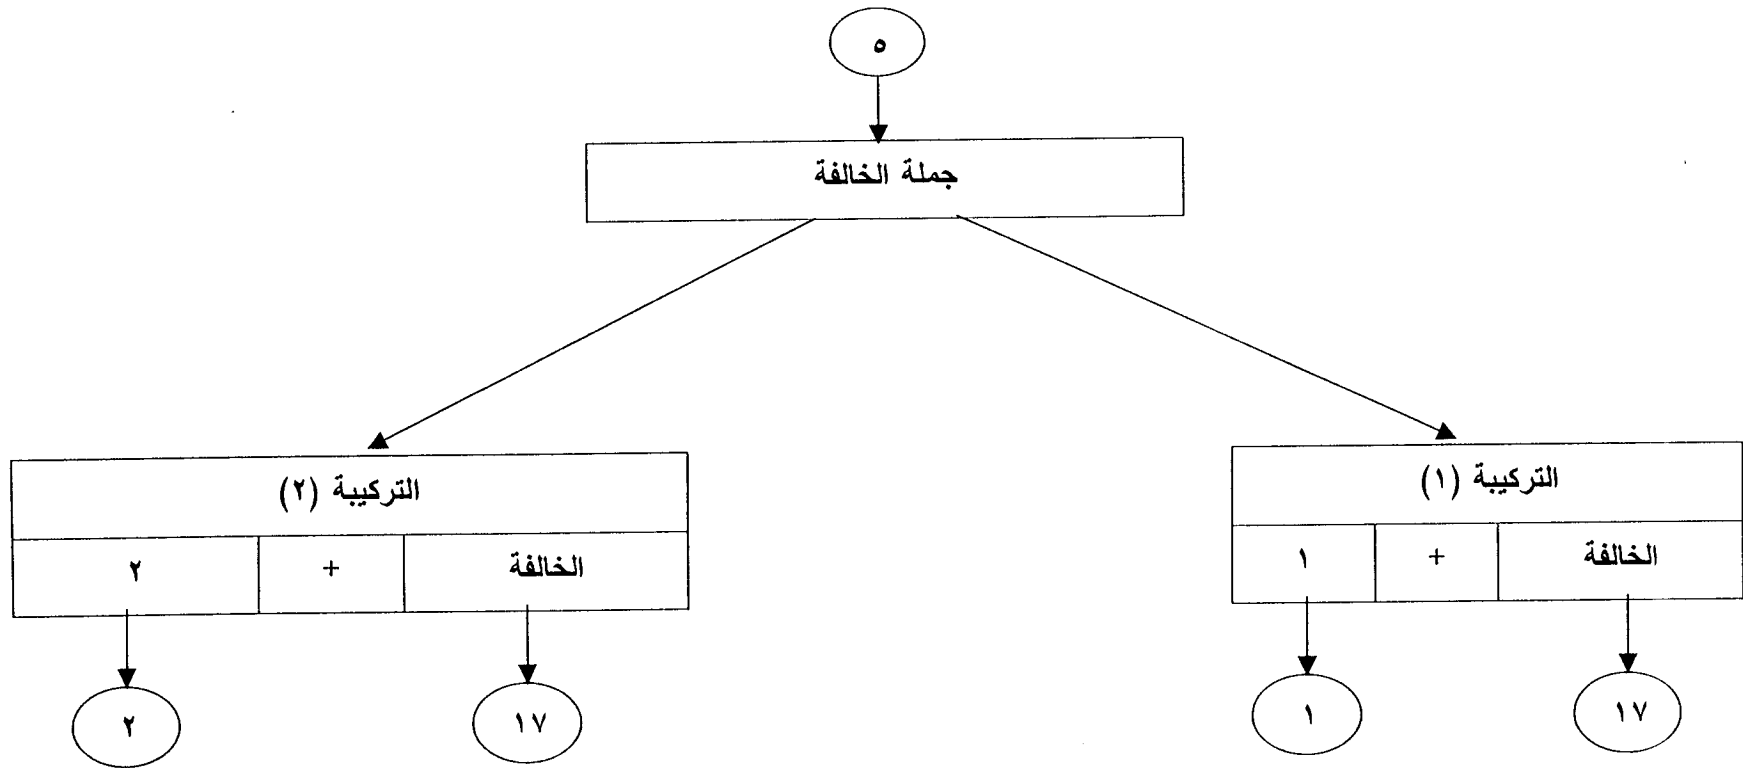 ٥
جملة الخالفة
التركيبة (١)
الخالفة + ١
١٧ ١
التركيبة (٢)
الخالفة + ٢
١٧ ٢